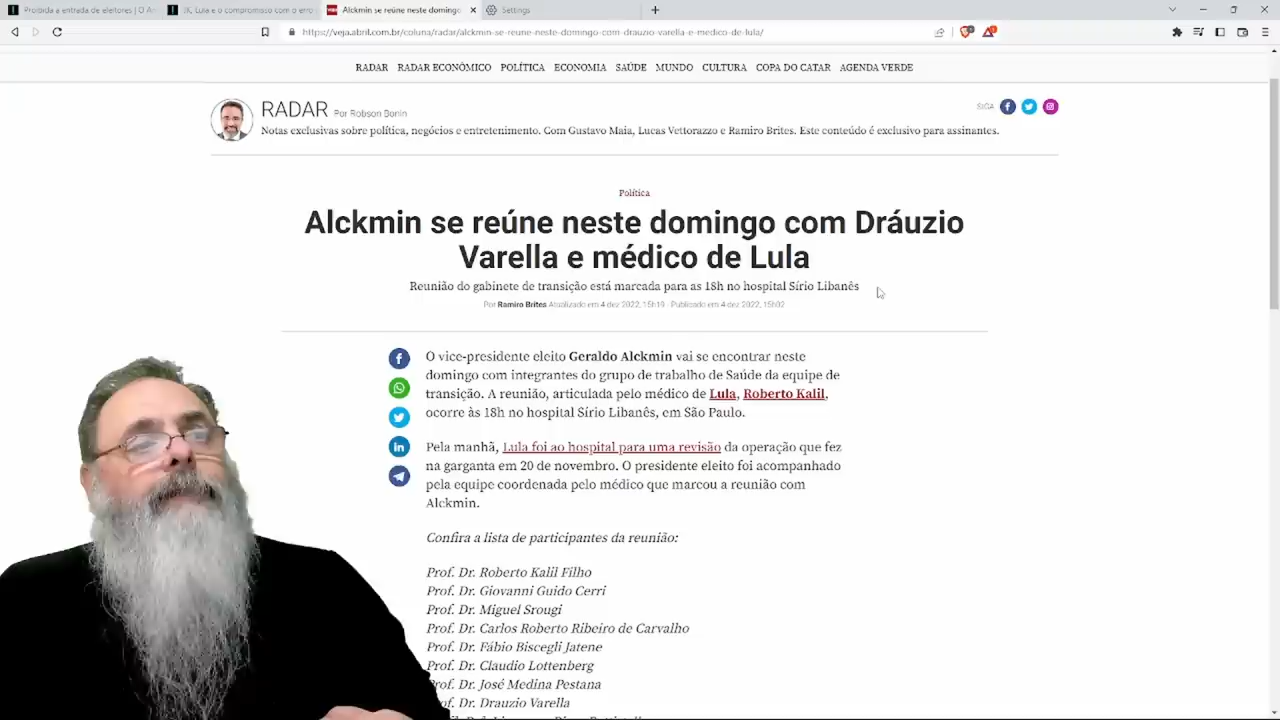 Proibida a entrada de eleitores | O An
JK, Lula e o compromisso com o erro
Alckmin se reúne neste domingo
Settings
https://veja.abril.com.br/coluna/radar/alckmin-se-reune-neste-domingo-com-drauzio-varella-e-medico-de-lula/
RADAR RADAR ECONÔMICO POLÍTICA ECONOMIA SAÚDE MUNDO CULTURA COPA DO CATAR AGENDA VERDE
RADAR Por Robson Bonin
SIGA
Notas exclusivas sobre política, negócios e entretenimento. Com Gustavo Maia, Lucas Vettorazzo e Ramiro Brites. Este conteúdo é exclusivo para assinantes.
Política
Alckmin se reúne neste domingo com Dráuzio
Varella e médico de Lula
Reunião do gabinete de transição está marcada para as 18h no hospital Sírio Libanês
Por Ramiro Brites Atualizado em 4 dez 2022, 15h19 - Publicado em 4 dez 2022, 15h02
O vice-presidente eleito Geraldo Alckmin vai se encontrar neste
domingo com integrantes do grupo de trabalho de Saúde da equipe de
transição. A reunião, articulada pelo médico de Lula, Roberto Kalil,
ocorre às 18h no hospital Sírio Libanês, em São Paulo.
Pela manhã, Lula foi ao hospital para uma revisão da operação que fez
na garganta em 20 de novembro. O presidente eleito foi acompanhado
pela equipe coordenada pelo médico que marcou a reunião com
Alckmin.
Confira a lista de participantes da reunião:
Prof. Dr. Roberto Kalil Filho
Prof. Dr. Giovanni Guido Cerri
Prof. Dr. Miguel Srougi
Prof. Dr. Carlos Roberto Ribeiro de Carvalho
Prof. Dr. Fábio Biscegli Jatene
Prof. Dr. Claudio Lottenberg
Prof. Dr. José Medina Pestana
of. Dr. Drauzio Varella